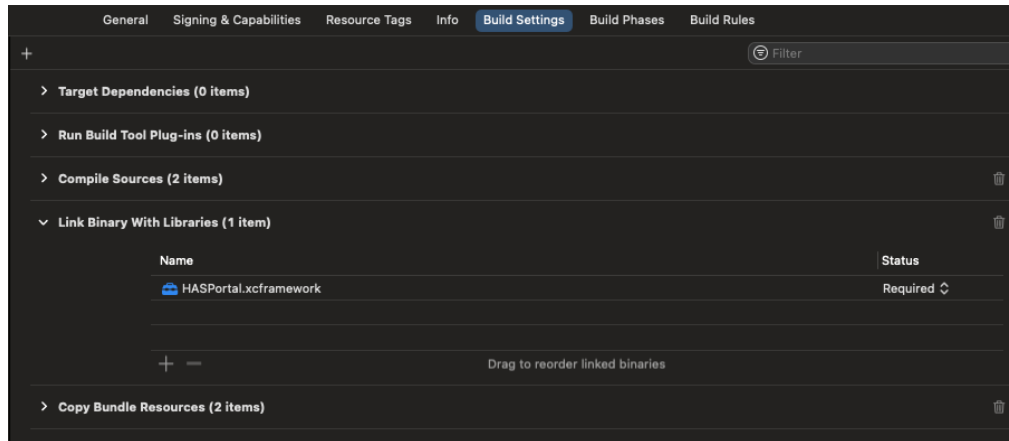 General Signing & Capabilities Resource Tags Info Build Settings Build Phases Build Rules
+ Filter
Target Dependencies (0 items)
Run Build Tool Plug-ins (0 items)
Compile Sources (2 items)
Link Binary With Libraries (1 item)
Name Status
HASPortal.xcframework Required
+ − Drag to reorder linked binaries
Copy Bundle Resources (2 items)